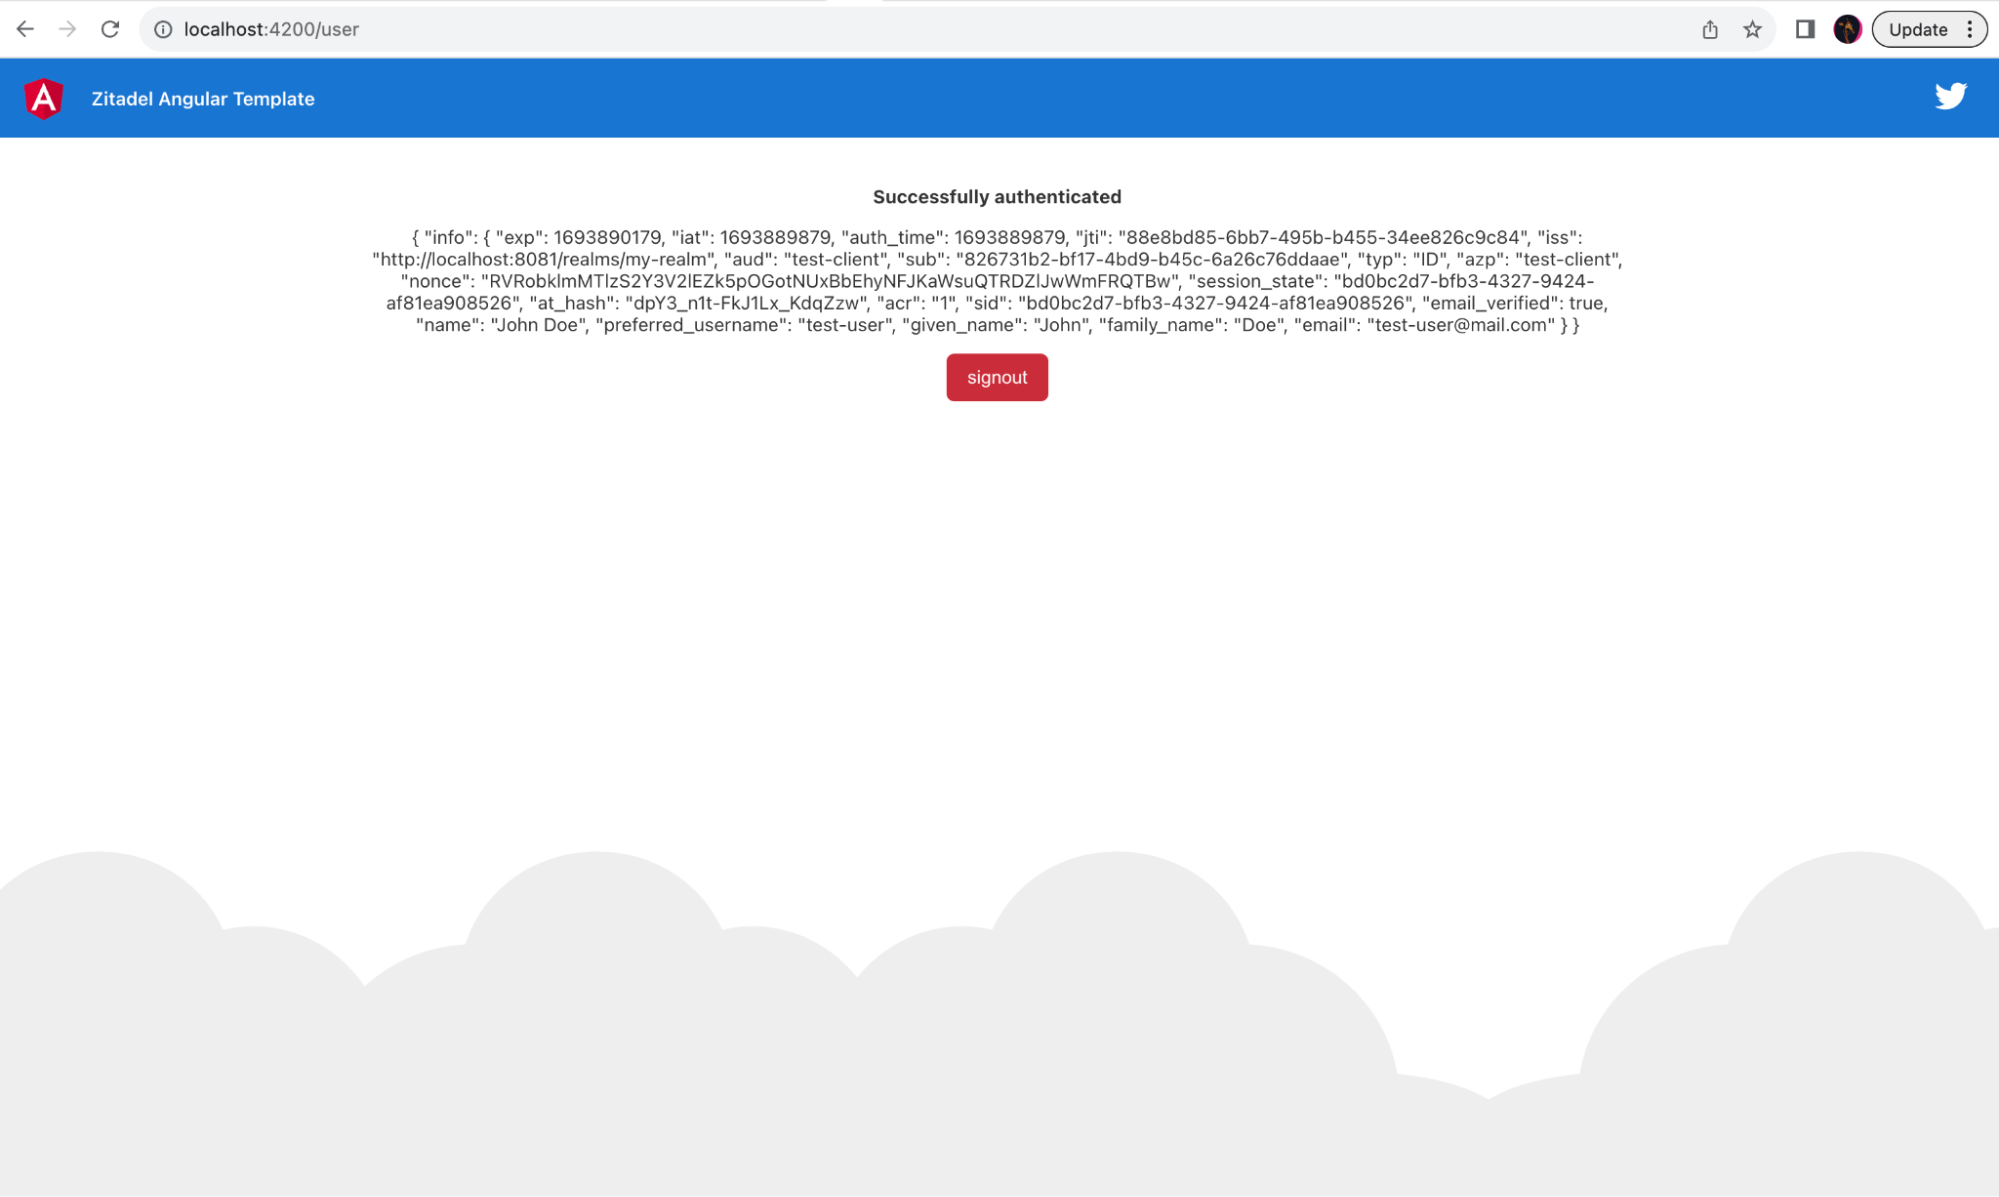 localhost:4200/user
Update
Zitadel Angular Template
Successfully authenticated
{ "info": { "exp": 1693890179, "iat": 1693889879, "auth_time": 1693889879, "jti": "88e8bd85-6bb7-495b-b455-34ee826c9c84", "iss":
"http://localhost:8081/realms/my-realm", "aud": "test-client", "sub": "826731b2-bf17-4bd9-b45c-6a26c76ddaae", "typ": "ID", "azp": "test-client",
"nonce": "RVRobklmMTlzS2Y3V2lEZk5pOGotNUxBbEhyNFJKaWsuQTRDZlJwWmFRQTBw", "session_state": "bd0bc2d7-bfb3-4327-9424-
af81ea908526", "at_hash": "dpY3_n1t-FkJ1Lx_KdqZzw", "acr": "1", "sid": "bd0bc2d7-bfb3-4327-9424-af81ea908526", "email_verified": true,
"name": "John Doe", "preferred_username": "test-user", "given_name": "John", "family_name": "Doe", "email": "test-user@mail.com" } }
signout